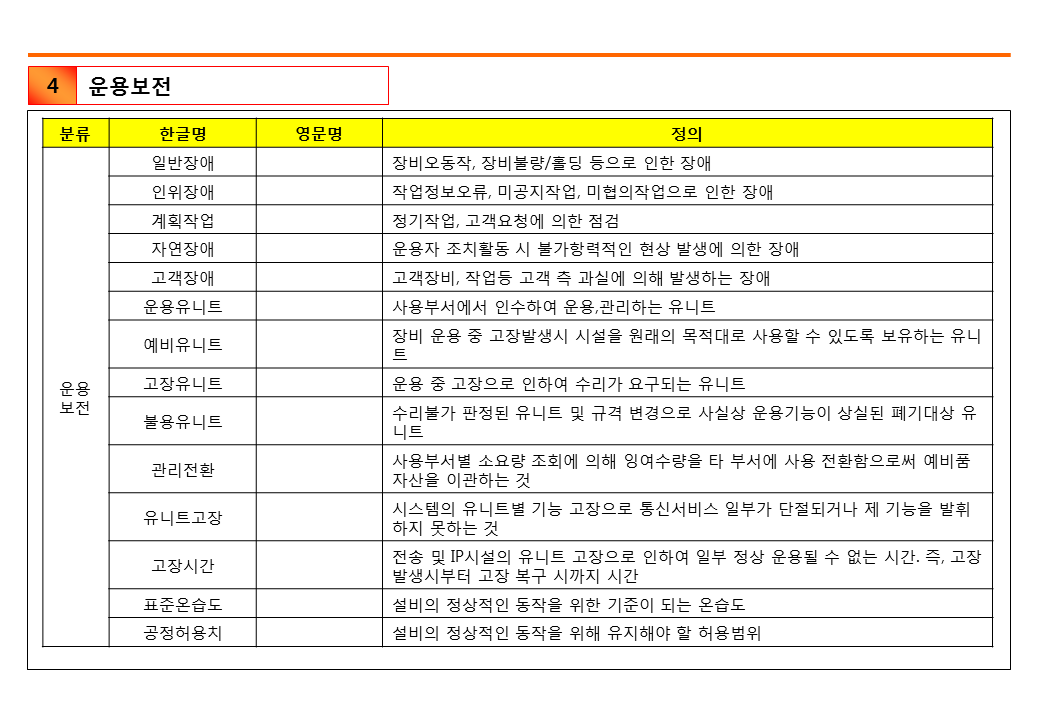 4 운용보전
분류 한글명 영문명 정의
운용
보전
일반장애 장비오동작, 장비불량/홀딩 등으로 인한 장애
인위장애 작업정보오류, 미공지작업, 미협의작업으로 인한 장애
계획작업 정기작업, 고객요청에 의한 점검
자연장애 운용자 조치활동 시 불가항력적인 현상 발생에 의한 장애
고객장애 고객장비, 작업등 고객 측 과실에 의해 발생하는 장애
운용유니트 사용부서에서 인수하여 운용,관리하는 유니트
예비유니트 장비 운용 중 고장발생시 시설을 원래의 목적대로 사용할 수 있도록 보유하는 유니
트
고장유니트 운용 중 고장으로 인하여 수리가 요구되는 유니트
불용유니트 수리불가 판정된 유니트 및 규격 변경으로 사실상 운용기능이 상실된 폐기대상 유
니트
관리전환 사용부서별 소요량 조회에 의해 잉여수량을 타 부서에 사용 전환함으로써 예비품
자산을 이관하는 것
유니트고장 시스템의 유니트별 기능 고장으로 통신서비스 일부가 단절되거나 제 기능을 발휘
하지 못하는 것
고장시간 전송 및 IP시설의 유니트 고장으로 인하여 일부 정상 운용될 수 없는 시간. 즉, 고장
발생시부터 고장 복구 시까지 시간
표준온습도 설비의 정상적인 동작을 위한 기준이 되는 온습도
공정허용치 설비의 정상적인 동작을 위해 유지해야 할 허용범위